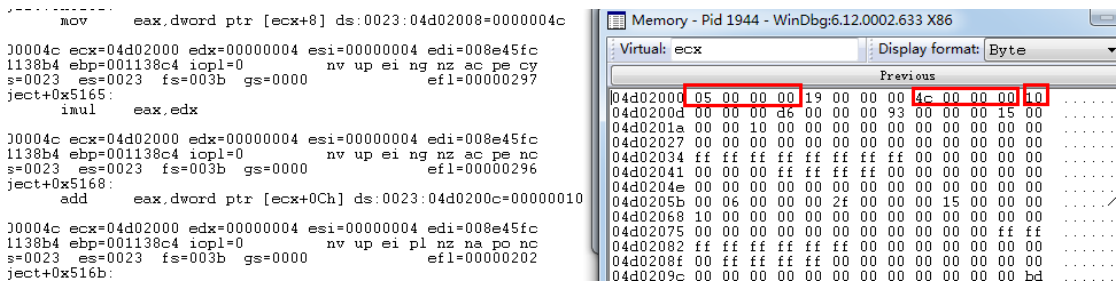 mov     eax,dword ptr [ecx+8] ds:0023:04d02008=0000004c
00004c ecx=04d02000 edx=00000004 esi=00000004 edi=008e45fc
1138b4 ebp=001138c4 iopl=0         nv up ei ng nz ac pe cy
s=0023  es=0023  fs=003b  gs=0000             efl=00000297
ject+0x5165:
imul    eax,edx
00004c ecx=04d02000 edx=00000004 esi=00000004 edi=008e45fc
1138b4 ebp=001138c4 iopl=0         nv up ei ng nz ac pe nc
s=0023  es=0023  fs=003b  gs=0000             efl=00000296
ject+0x5168:
add     eax,dword ptr [ecx+0Ch] ds:0023:04d0200c=00000010
00004c ecx=04d02000 edx=00000004 esi=00000004 edi=008e45fc
1138b4 ebp=001138c4 iopl=0         nv up ei pl nz na po nc
s=0023  es=0023  fs=003b  gs=0000             efl=00000202
ject+0x516b:
Memory - Pid 1944 - WinDbg:6.12.0002.633 X86
Virtual: ecx Display format: Byte
Previous
04d02000 05 00 00 00 19 00 00 00 4c 00 00 00 10
04d0200d 00 00 00 d6 00 00 00 93 00 00 00 15 00
04d0201a 00 00 10 00 00 00 00 00 00 00 00 00 00
04d02027 00 00 00 00 00 00 00 00 00 00 00 00 00
04d02034 ff ff ff ff ff ff ff ff 00 00 00 00 00
04d02041 00 00 00 ff ff ff ff ff 00 00 00 00 00
04d0204e 00 00 00 00 00 00 00 00 00 00 00 00 00
04d0205b 00 06 00 00 00 2f 00 00 00 15 00 00 00
04d02068 10 00 00 00 00 00 00 00 00 00 00 00 00
04d02075 00 00 00 00 00 00 00 00 00 00 00 ff ff
04d02082 ff ff ff ff ff ff 00 00 00 00 00 00 00
04d0208f 00 ff ff ff ff ff 00 00 00 00 00 00 00
04d0209c 00 00 00 00 00 00 00 00 00 00 00 00 bd